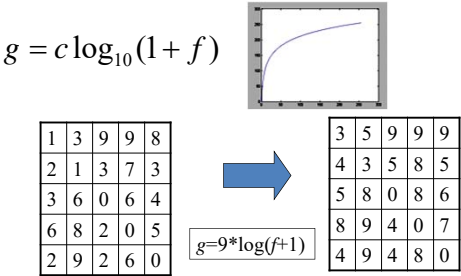 g = c log₁₀(1 + f)
1 3 9 9 8
2 1 3 7 3
3 6 0 6 4
6 8 2 0 5
2 9 2 6 0
g=9*log(f+1)
3 5 9 9 9
4 3 5 8 5
5 8 0 8 6
8 9 4 0 7
4 9 4 8 0